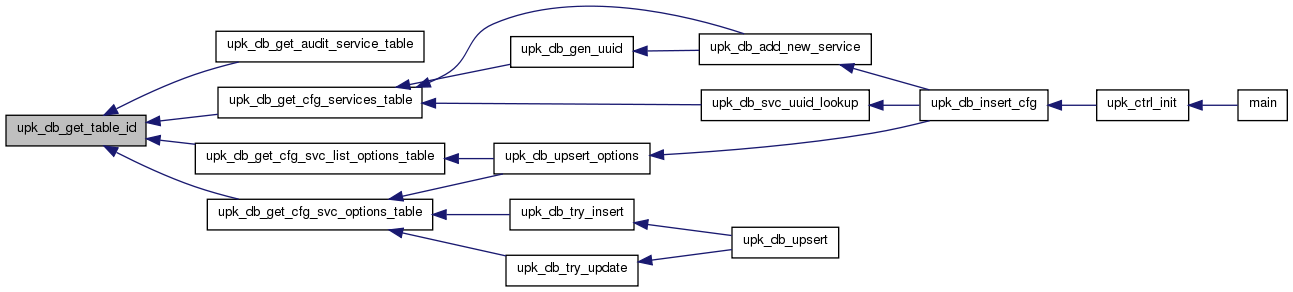 upk_db_get_table_id
upk_db_get_audit_service_table
upk_db_get_cfg_services_table
upk_db_get_cfg_svc_list_options_table
upk_db_get_cfg_svc_options_table
upk_db_gen_uuid
upk_db_upsert_options
upk_db_try_insert
upk_db_try_update
upk_db_add_new_service
upk_db_svc_uuid_lookup
upk_db_upsert
upk_db_insert_cfg
upk_ctrl_init
main